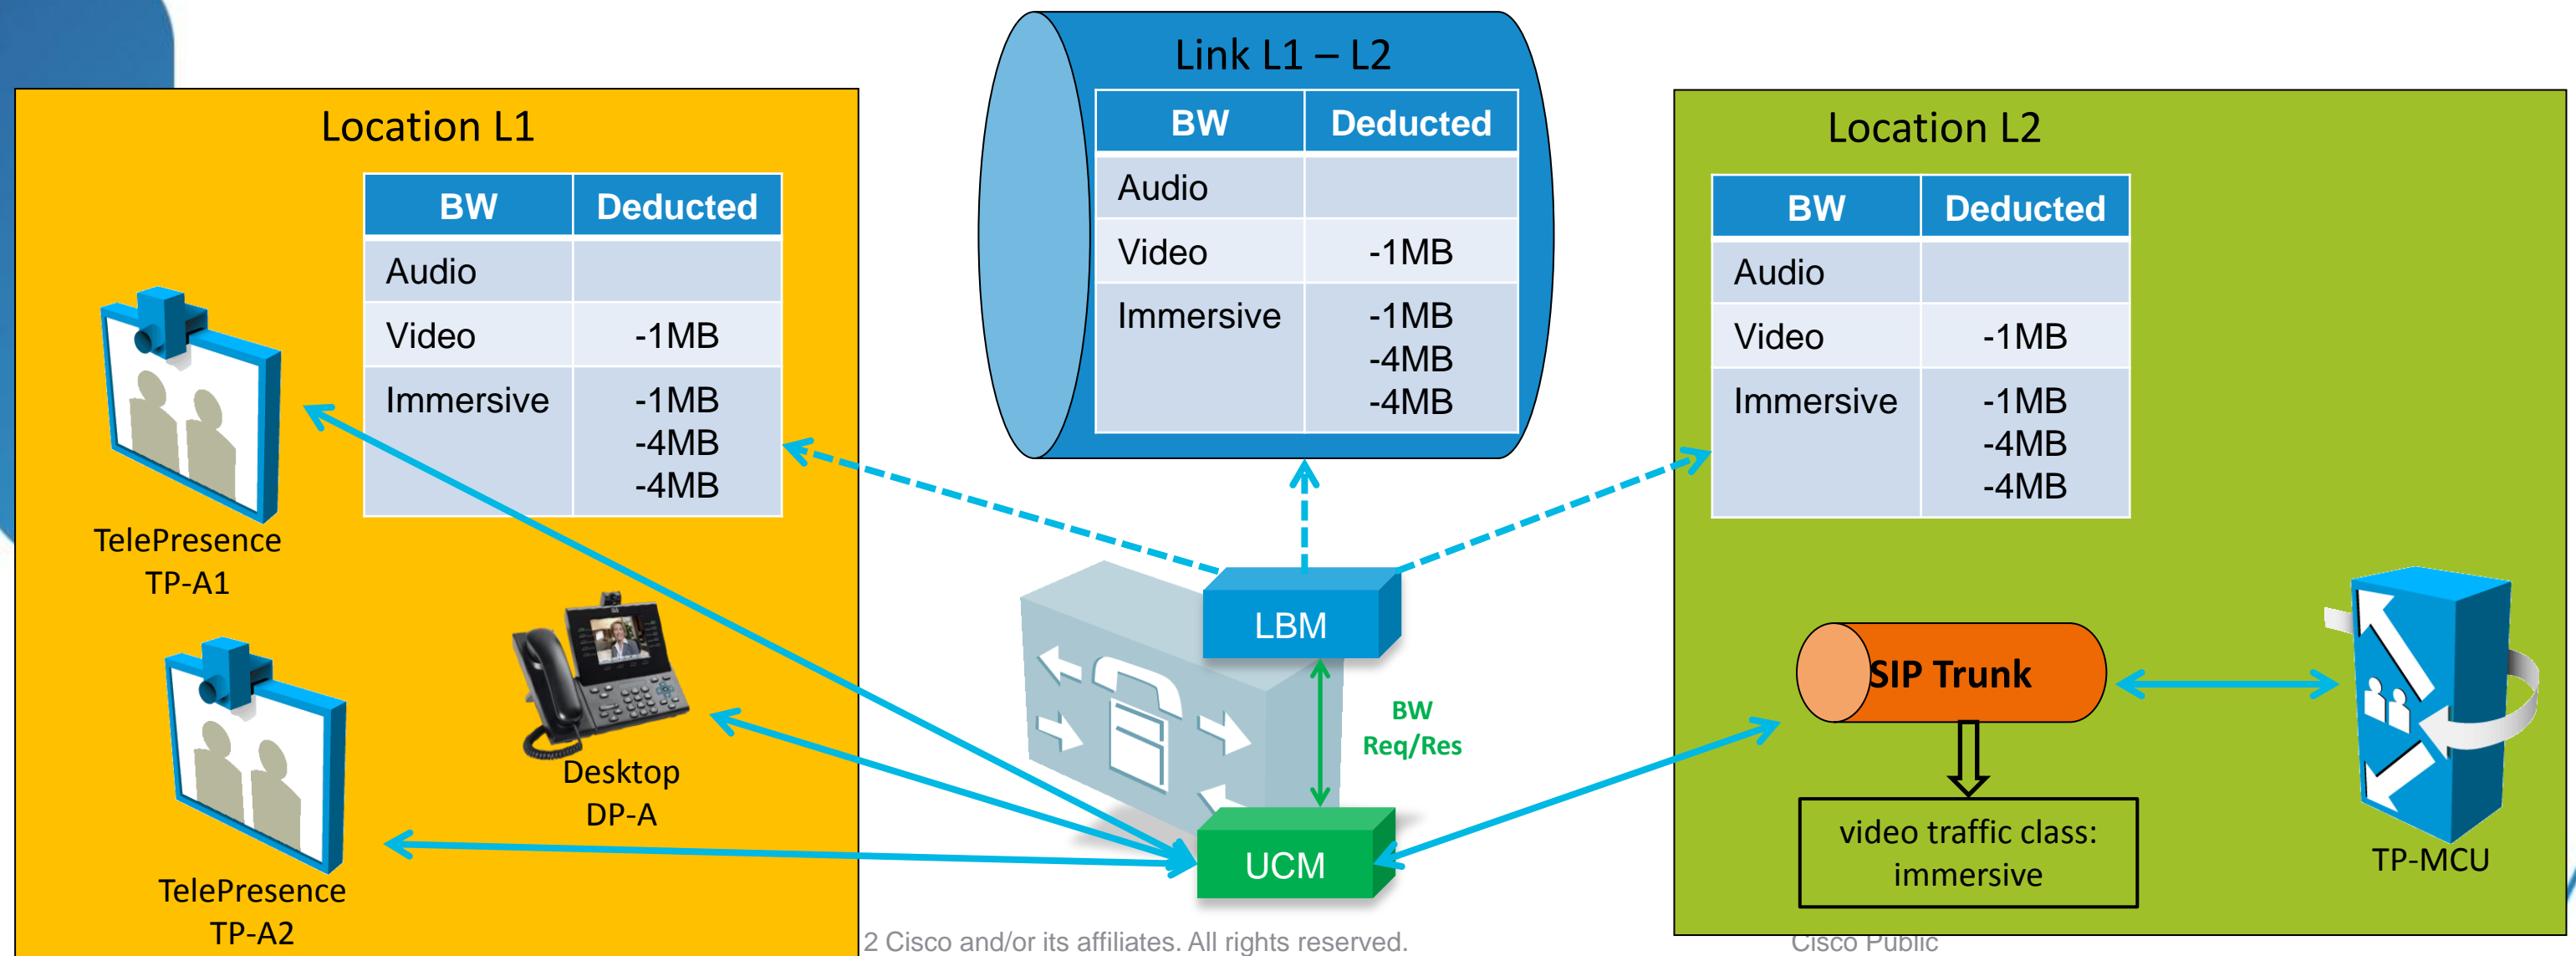 Link L1 – L2
BW Deducted
Audio
Video -1MB
Immersive -1MB
-4MB
-4MB
Location L1
BW Deducted
Audio
Video -1MB
Immersive -1MB
-4MB
-4MB
TelePresence
TP-A1
Desktop
DP-A
TelePresence
TP-A2
LBM
BW
Req/Res
UCM
Location L2
BW Deducted
Audio
Video -1MB
Immersive -1MB
-4MB
-4MB
SIP Trunk
video traffic class:
immersive
TP-MCU
2 Cisco and/or its affiliates. All rights reserved.
Cisco Public